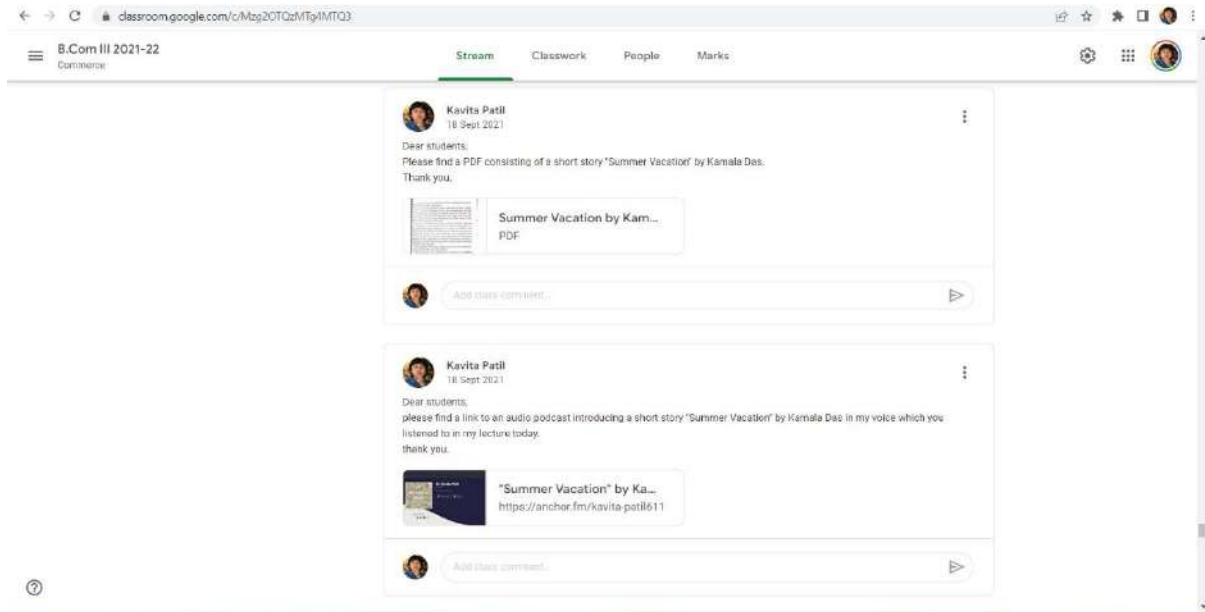 classroom.google.com/c/Mzg2OTQzMTg4MTQ3
B.Com III 2021-22
Commerce
Stream Classwork People Marks
Kavita Patil
18 Sept 2021
Dear students,
Please find a PDF consisting of a short story "Summer Vacation" by Kamala Das.
Thank you.
Summer Vacation by Kam...
PDF
Add class comment...
Kavita Patil
18 Sept 2021
Dear students,
please find a link to an audio podcast introducing a short story "Summer Vacation" by Kamala Das in my voice which you
listened to in my lecture today.
thank you.
"Summer Vacation" by Ka...
https://anchor.fm/kavita-patil611
Add class comment...